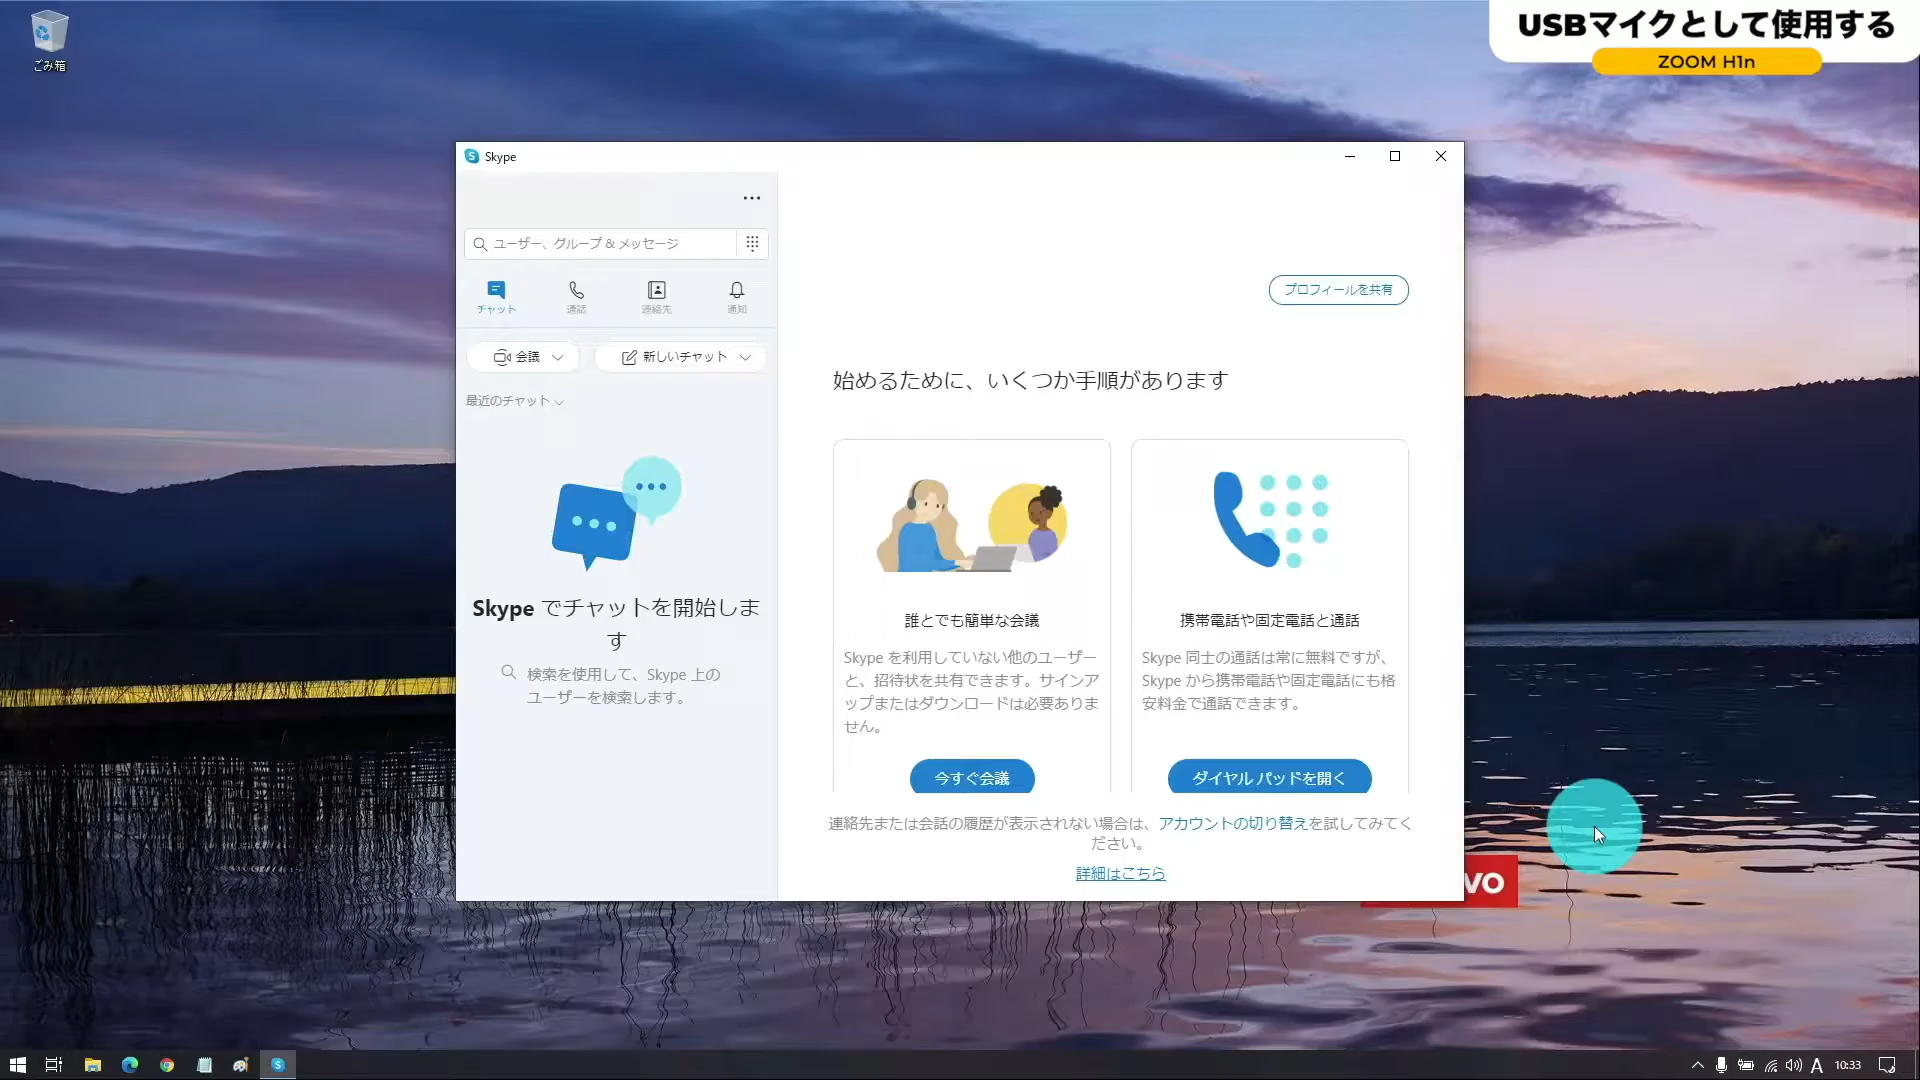 ごみ箱
USBマイクとして使用する
ZOOM H1n
Skype
ユーザー、グループ & メッセージ
チャット
通話
連絡先
通知
会議
新しいチャット
最近のチャット
Skype でチャットを開始しま
す
検索を使用して、Skype 上の
ユーザーを検索します。
プロフィールを共有
始めるために、いくつか手順があります
誰とでも簡単な会議
Skype を利用していない他のユーザー
と、招待状を共有できます。サインア
ップまたはダウンロードは必要ありま
せん。
今すぐ会議
携帯電話や固定電話と通話
Skype 同士の通話は常に無料ですが、
Skype から携帯電話や固定電話にも格
安料金で通話できます。
ダイヤル パッドを開く
連絡先または会話の履歴が表示されない場合は、アカウントの切り替えを試してみてく
ださい。
詳細はこちら
VO
A
10:33